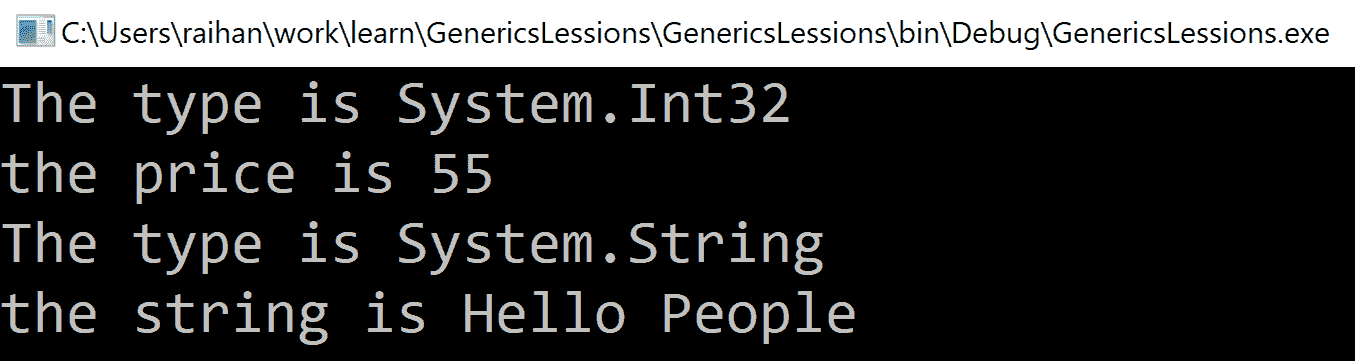 C:\Users\raihan\work\learn\GenericsLessions\GenericsLessions\bin\Debug\GenericsLessions.exe
The type is System.Int32
the price is 55
The type is System.String
the string is Hello People